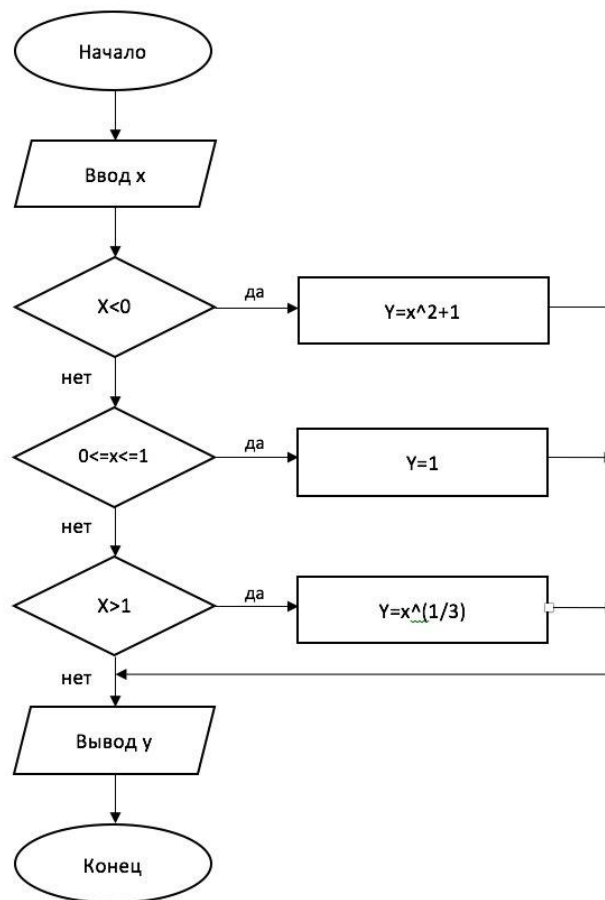 Начало
Ввод x
X<0
да
Y=x^2+1
нет
0<=x<=1
да
Y=1
нет
X>1
да
Y=x^(1/3)
нет
Вывод y
Конец